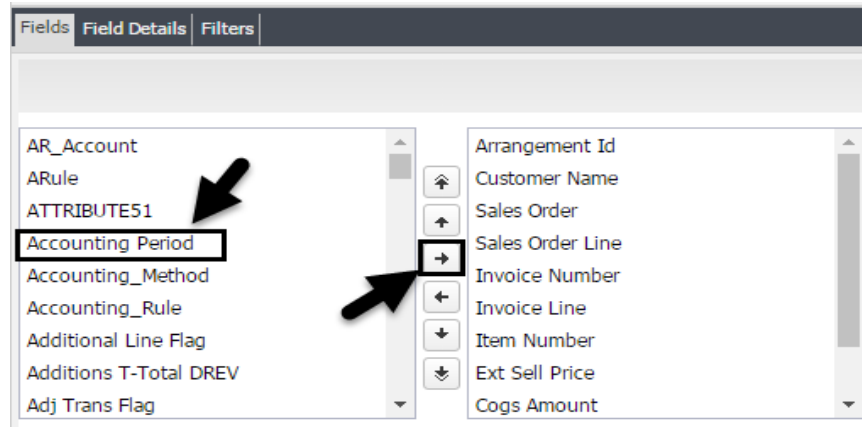 Fields Field Details Filters
AR_Account
ARule
ATTRIBUTE51
Accounting Period
Accounting_Method
Accounting_Rule
Additional Line Flag
Additions T-Total DREV
Adj Trans Flag
Arrangement Id
Customer Name
Sales Order
Sales Order Line
Invoice Number
Invoice Line
Item Number
Ext Sell Price
Cogs Amount